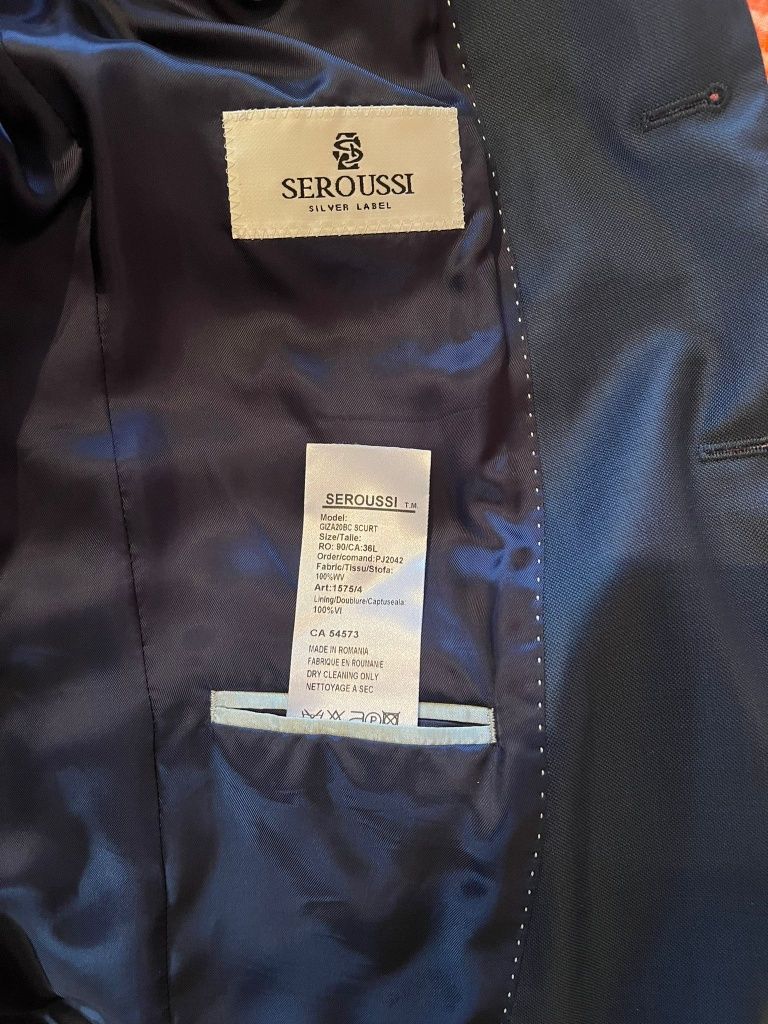 SEROUSSI
SILVER LABEL
SEROUSSI T.M.
Model:
GIZA20BC SCURT
Size/Talle:
RO: 90/CA:36L
Order/comand:PJ2042
Fabric/Tissu/Stofa:
100%WV
Art:1575/4
Lining/Doublure/Captuseala:
100%VI
CA 54573
MADE IN ROMANIA
FABRIQUE EN ROUMANIE
DRY CLEANING ONLY
NETTOYAGE A SEC